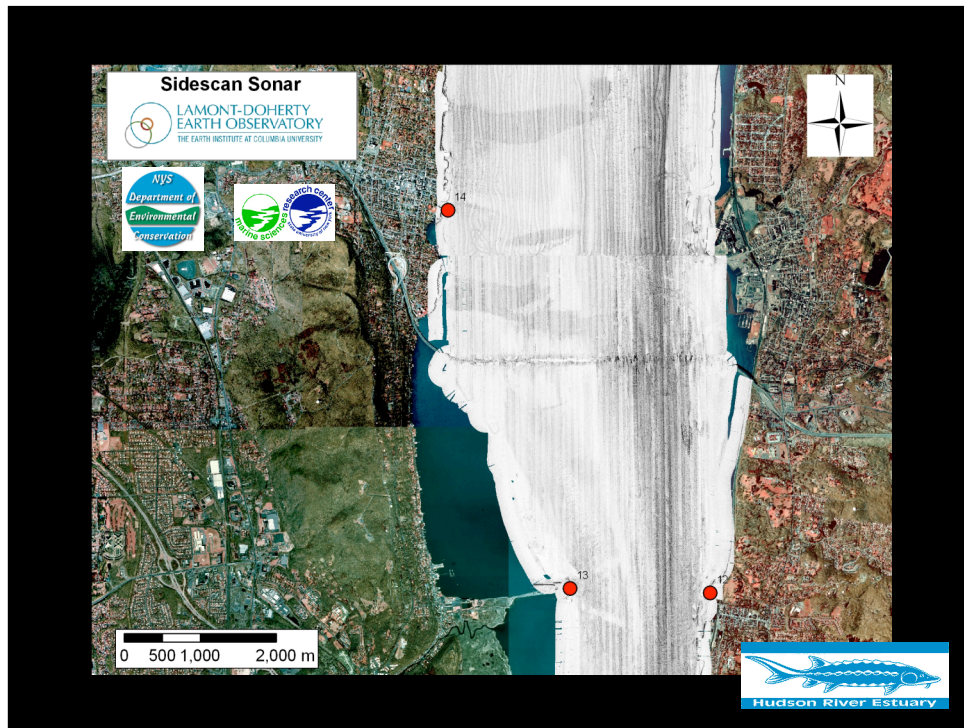 Sidescan Sonar
LAMONT-DOHERTY
EARTH OBSERVATORY
THE EARTH INSTITUTE AT COLUMBIA UNIVERSITY
N
NYS
Department of
Environmental
Conservation
marine sciences research center
14
13
12
0 500 1,000 2,000 m
Hudson River Estuary